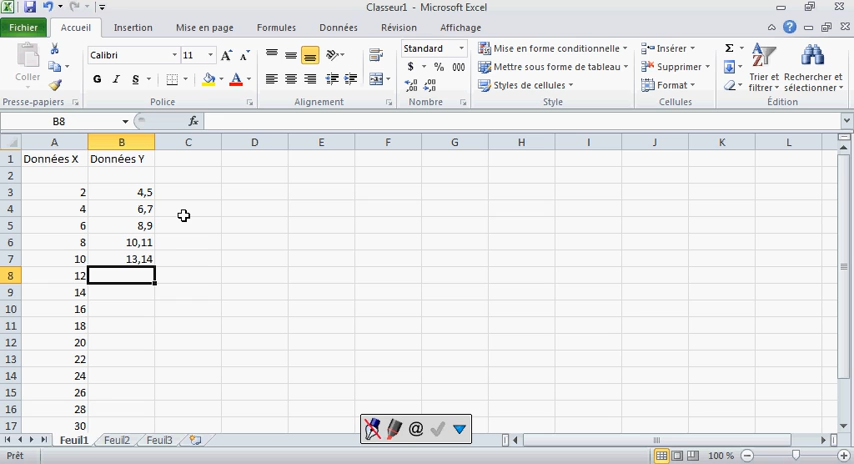 Classeur1 - Microsoft Excel
Fichier Accueil Insertion Mise en page Formules Données Révision Affichage
Coller
Presse-papiers
Calibri 11
G I S
Police
Alignement
Standard
$ % 000
Nombre
Mise en forme conditionnelle
Mettre sous forme de tableau
Styles de cellules
Style
Insérer
Supprimer
Format
Cellules
Σ
Trier et filtrer
Rechercher et sélectionner
Édition
B8 fx
A B C D E F G H I J K L
1 Données X Données Y
2
3 2 4,5
4 4 6,7
5 6 8,9
6 8 10,11
7 10 13,14
8 12
9 14
10 16
11 18
12 20
13 22
14 24
15 26
16 28
17 30
@
Feuil1 Feuil2 Feuil3
Prêt 100 %